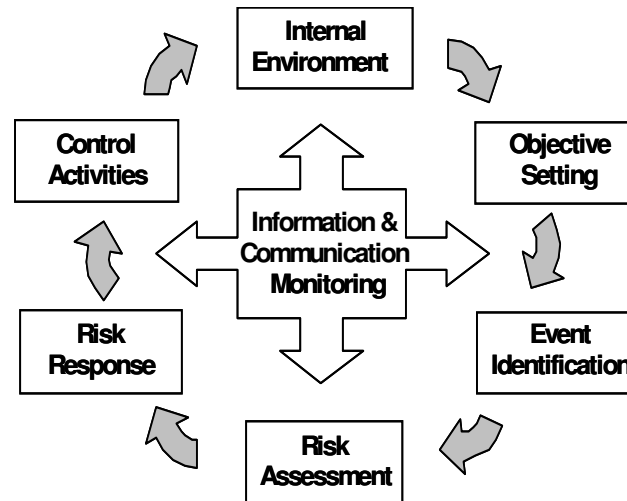 Internal
Environment
Control
Activities
Objective
Setting
Information &
Communication
Monitoring
Risk
Response
Event
Identification
Risk
Assessment